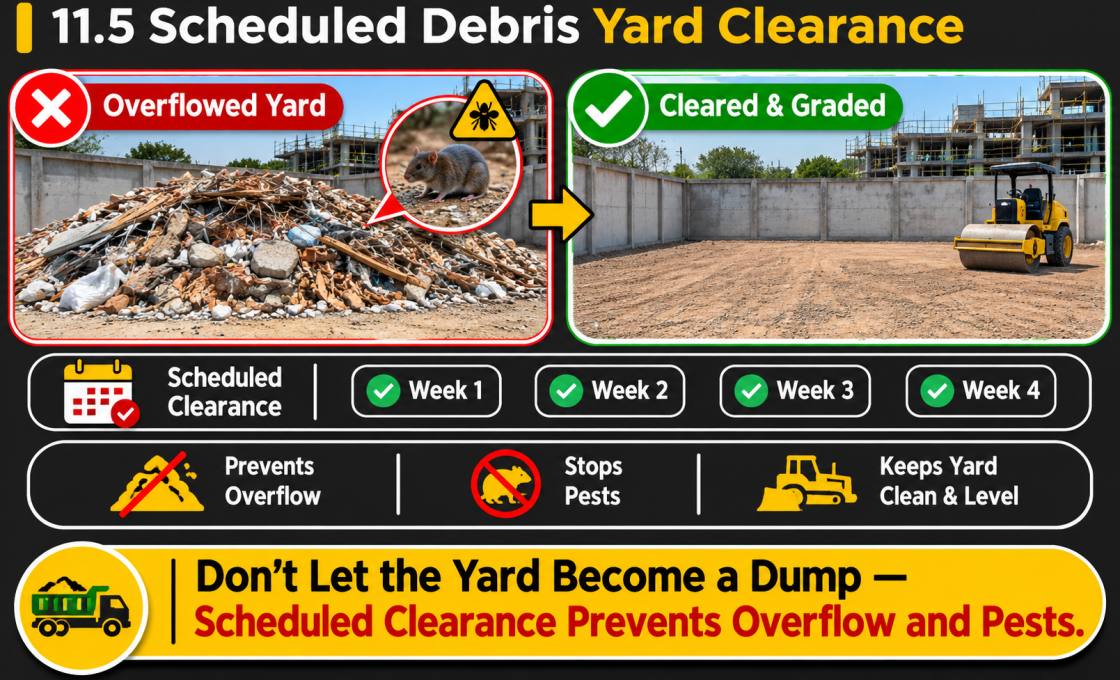 11.5 Scheduled Debris Yard Clearance
Overflowed Yard
Cleared & Graded
Scheduled
Clearance
Week 1
Week 2
Week 3
Week 4
Prevents
Overflow
Stops
Pests
Keeps Yard
Clean & Level
Don't Let the Yard Become a Dump —
Scheduled Clearance Prevents Overflow and Pests.